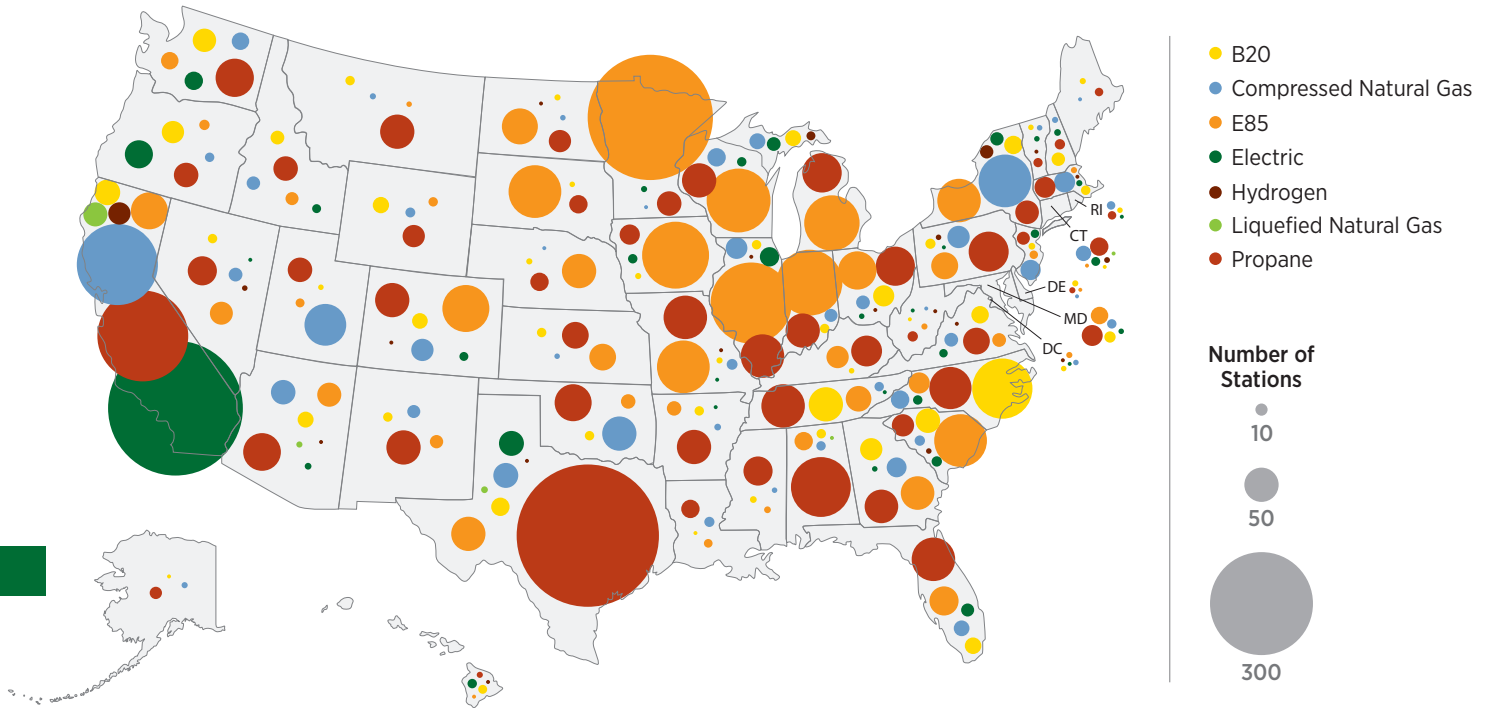 B20
Compressed Natural Gas
E85
Electric
Hydrogen
Liquefied Natural Gas
Propane
RI
CT
DE
MD
DC
Number of
Stations
10
50
300